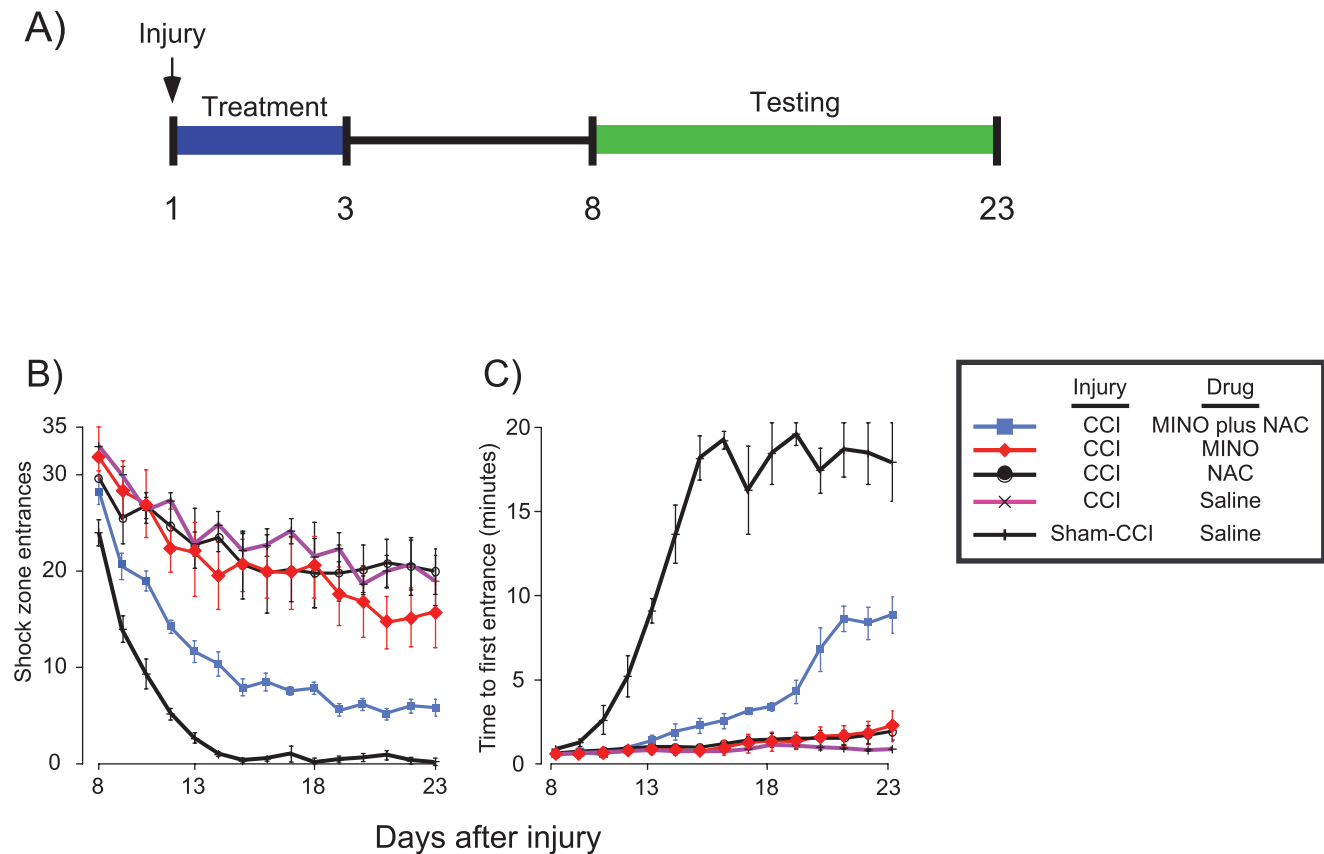 A)
Injury
Treatment
Testing
1 3 8 23
B)
Shock zone entrances
35
30
20
10
0
8 13 18 23
C)
Time to first entrance (minutes)
20
15
10
5
0
8 13 18 23
Days after injury
Injury Drug
CCI MINO plus NAC
CCI MINO
CCI NAC
CCI Saline
Sham-CCI Saline